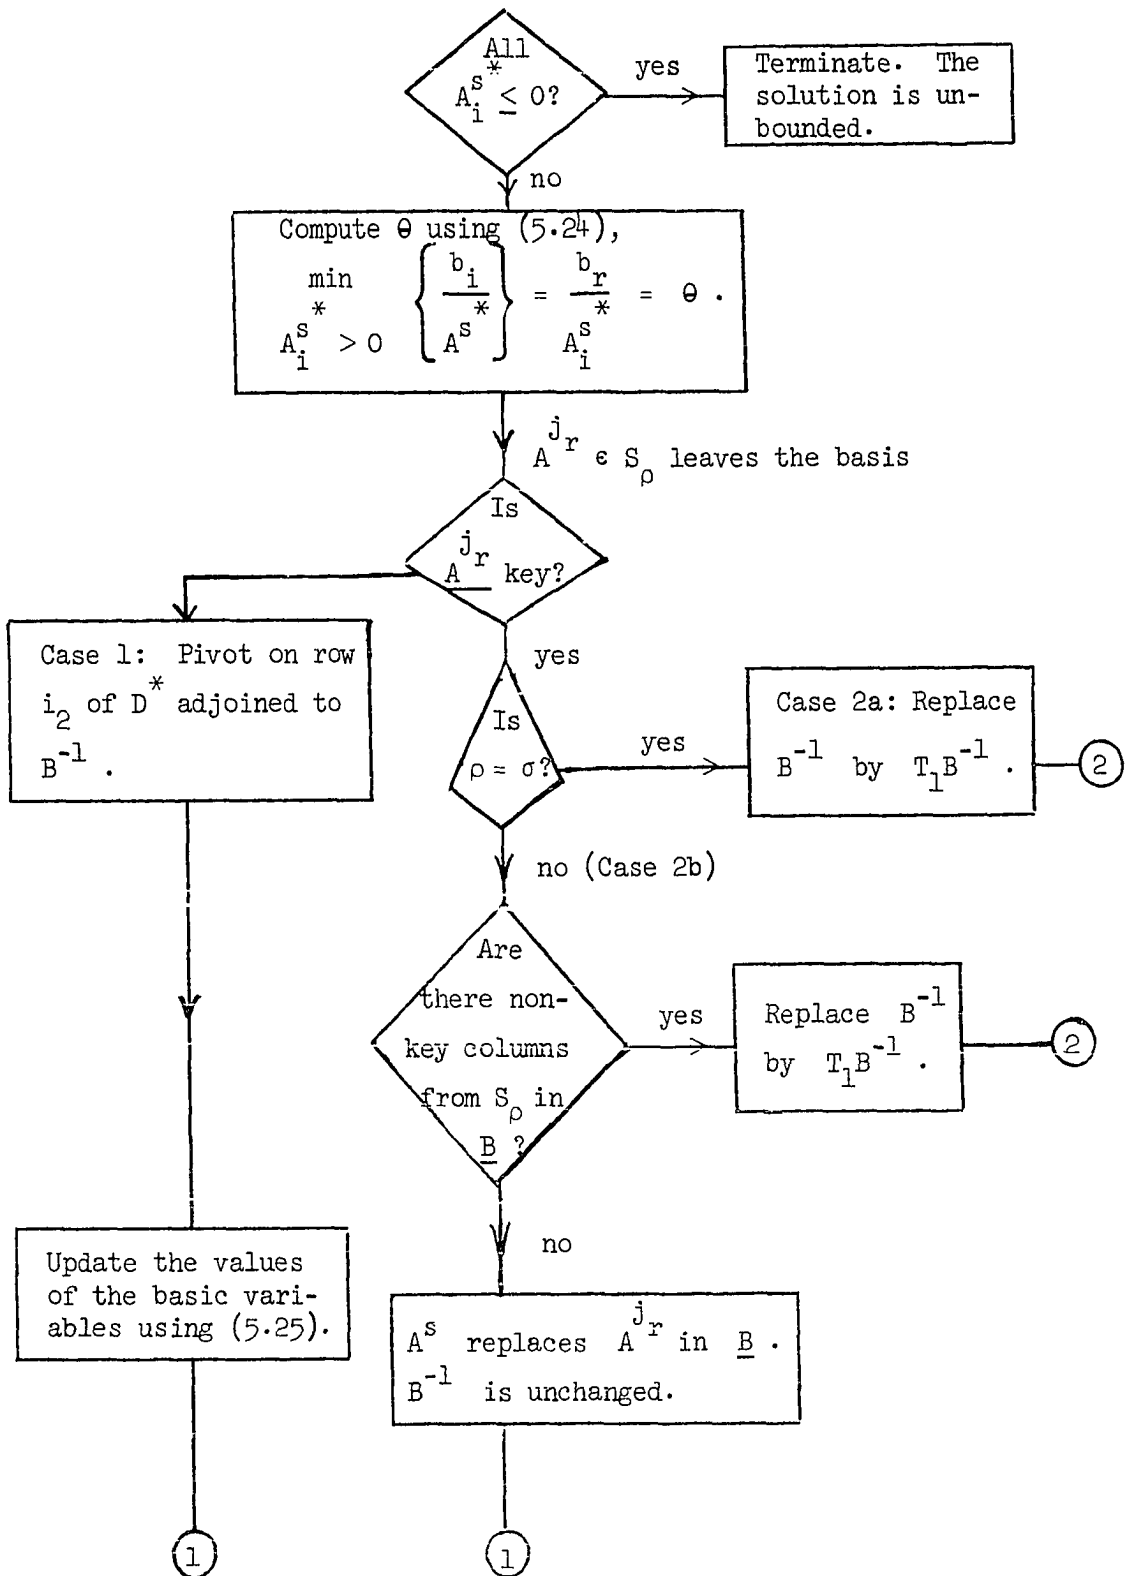 All
A_i^{s*} ≤ 0?
yes
Terminate. The
solution is un-
bounded.
no
Compute θ using (5.24),
min_{A_i^{s*} > 0} { b_i / A^{s*} } = b_r / A_i^{s*} = θ .
A^{j_r} ϵ S_ρ leaves the basis
Is
A^{j_r} key?
Case 1: Pivot on row
i_2 of D^* adjoined to
B^{-1} .
yes
Is
ρ = σ?
yes
Case 2a: Replace
B^{-1} by T_1B^{-1} .
2
no (Case 2b)
Are
there non-
key columns
from S_ρ in
B ?
yes
Replace B^{-1}
by T_1B^{-1} .
2
no
Update the values
of the basic vari-
ables using (5.25).
A^s replaces A^{j_r} in B .
B^{-1} is unchanged.
1
1